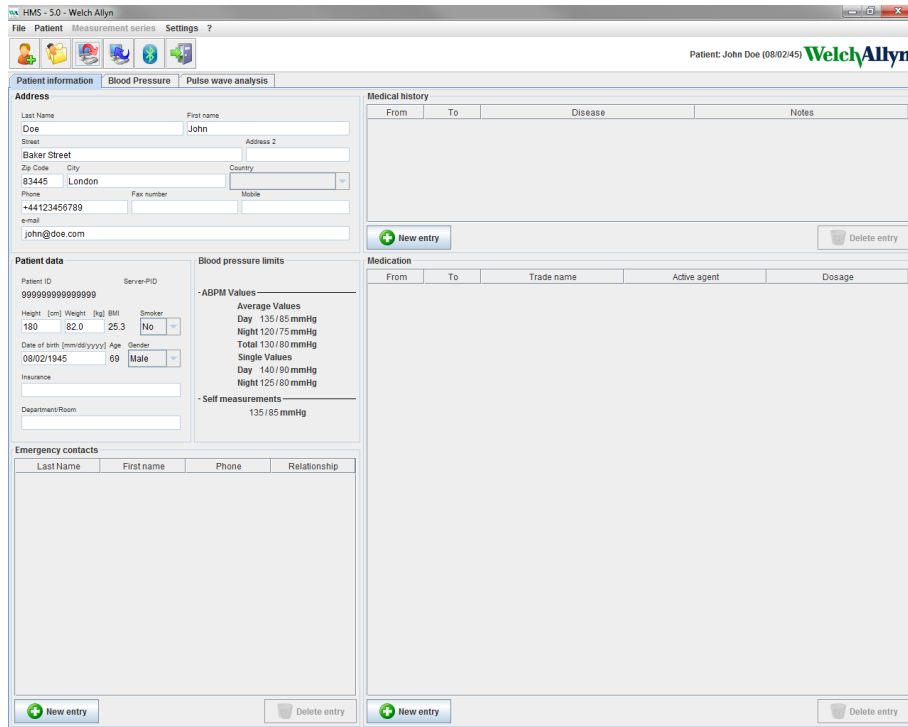 WA HMS - 5.0 - Welch Allyn
File Patient Measurement series Settings ?
Patient: John Doe (08/02/45) WelchAllyn
Patient information Blood Pressure Pulse wave analysis
Address
Last Name First name
Doe John
Street Address 2
Baker Street
Zip Code City Country
83445 London
Phone Fax number Mobile
+44123456789
e-mail
john@doe.com
Medical history
From To Disease Notes
New entry Delete entry
Patient data
Patient ID Server-PID
999999999999999
Height [cm] Weight [kg] BMI Smoker
180 82.0 25.3 No
Date of birth [mm/dd/yyyy] Age Gender
08/02/1945 69 Male
Insurance
Department/Room
Blood pressure limits
- ABPM Values
Average Values
Day 135/85 mmHg
Night 120/75 mmHg
Total 130/80 mmHg
Single Values
Day 140/90 mmHg
Night 125/80 mmHg
- Self measurements
135/85 mmHg
Medication
From To Trade name Active agent Dosage
Emergency contacts
Last Name First name Phone Relationship
New entry Delete entry
New entry Delete entry